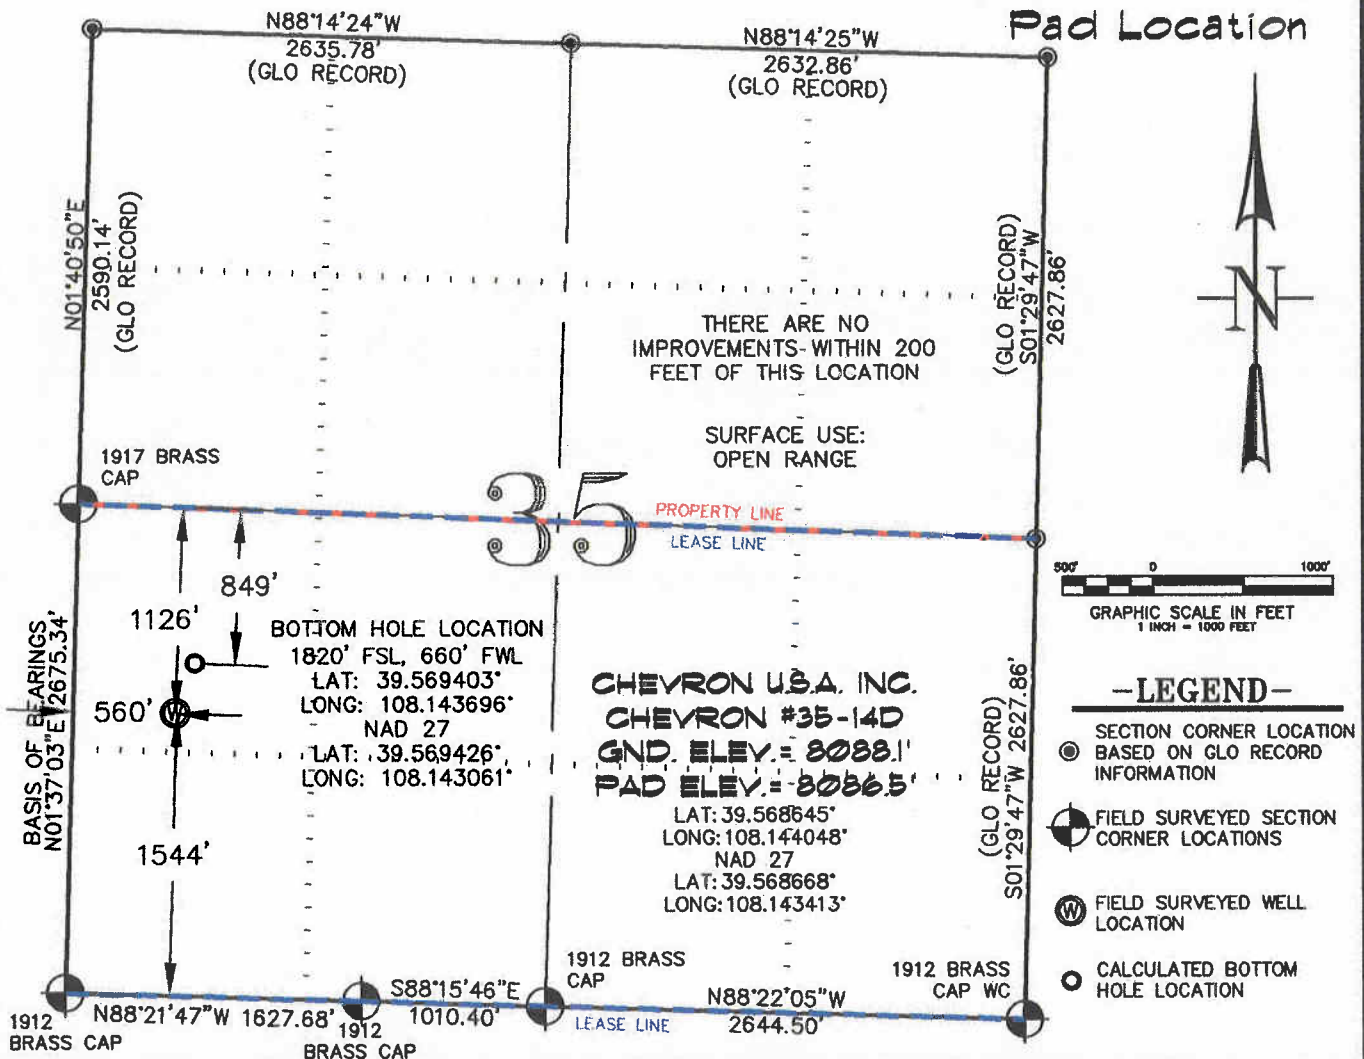 Pad Location
N88°14'24"W
2635.78'
(GLO RECORD)
N88°14'25"W
2632.86'
(GLO RECORD)
N01°40'50"E
2590.14'
(GLO RECORD)
(GLO RECORD)
S01°29'47"W
2627.86'
N
THERE ARE NO
IMPROVEMENTS WITHIN 200
FEET OF THIS LOCATION
SURFACE USE:
OPEN RANGE
1917 BRASS
CAP
35
PROPERTY LINE
LEASE LINE
500'
0
1000'
GRAPHIC SCALE IN FEET
1 INCH = 1000 FEET
849'
1126'
560'
1544'
BASIS OF BEARINGS
N01°37'03"E 2675.34'
BOTTOM HOLE LOCATION
1820' FSL, 660' FWL
LAT: 39.569403°
LONG: 108.143696°
NAD 27
LAT: 39.569426°
LONG: 108.143061°
CHEVRON U.S.A. INC.
CHEVRON #35-14D
GND. ELEV.= 8088.1'
PAD ELEV.= 8086.5'
LAT: 39.568645°
LONG: 108.144048°
NAD 27
LAT: 39.568668°
LONG: 108.143413°
(GLO RECORD)
S01°29'47"W 2627.86'
-LEGEND-
SECTION CORNER LOCATION
BASED ON GLO RECORD
INFORMATION
FIELD SURVEYED SECTION
CORNER LOCATIONS
W
FIELD SURVEYED WELL
LOCATION
CALCULATED BOTTOM
HOLE LOCATION
W
1912
BRASS CAP
N88°21'47"W 1627.68'
1912
BRASS CAP
S88°15'46"E
1010.40'
1912 BRASS
CAP
LEASE LINE
N88°22'05"W
2644.50'
1912 BRASS
CAP WC